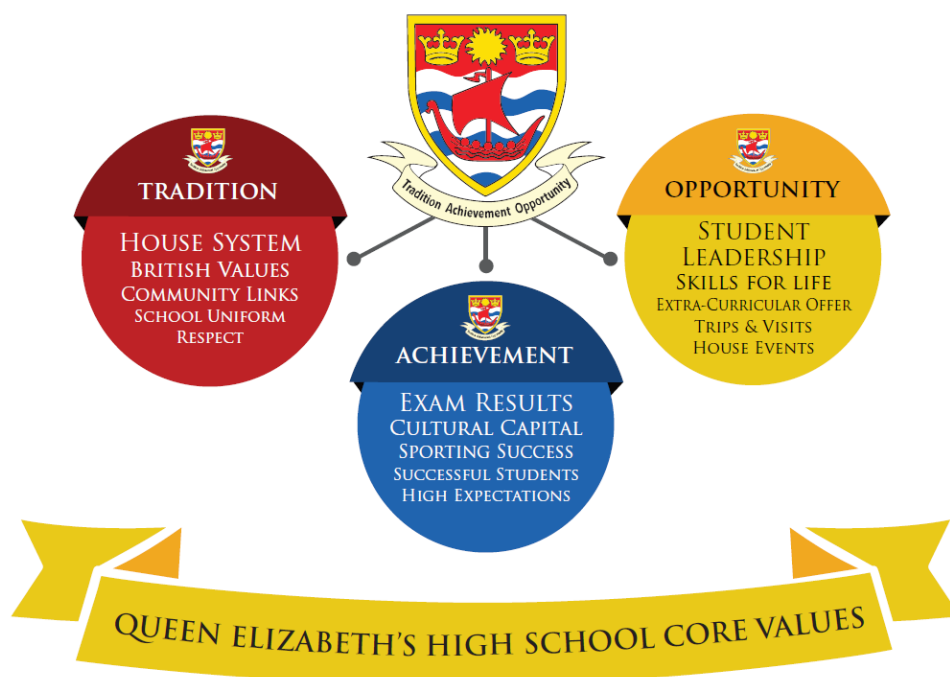 Tradition Achievement Opportunity
TRADITION
HOUSE SYSTEM
BRITISH VALUES
COMMUNITY LINKS
SCHOOL UNIFORM
RESPECT
ACHIEVEMENT
EXAM RESULTS
CULTURAL CAPITAL
SPORTING SUCCESS
SUCCESSFUL STUDENTS
HIGH EXPECTATIONS
OPPORTUNITY
STUDENT
LEADERSHIP
SKILLS FOR LIFE
EXTRA-CURRICULAR OFFER
TRIPS & VISITS
HOUSE EVENTS
QUEEN ELIZABETH'S HIGH SCHOOL CORE VALUES